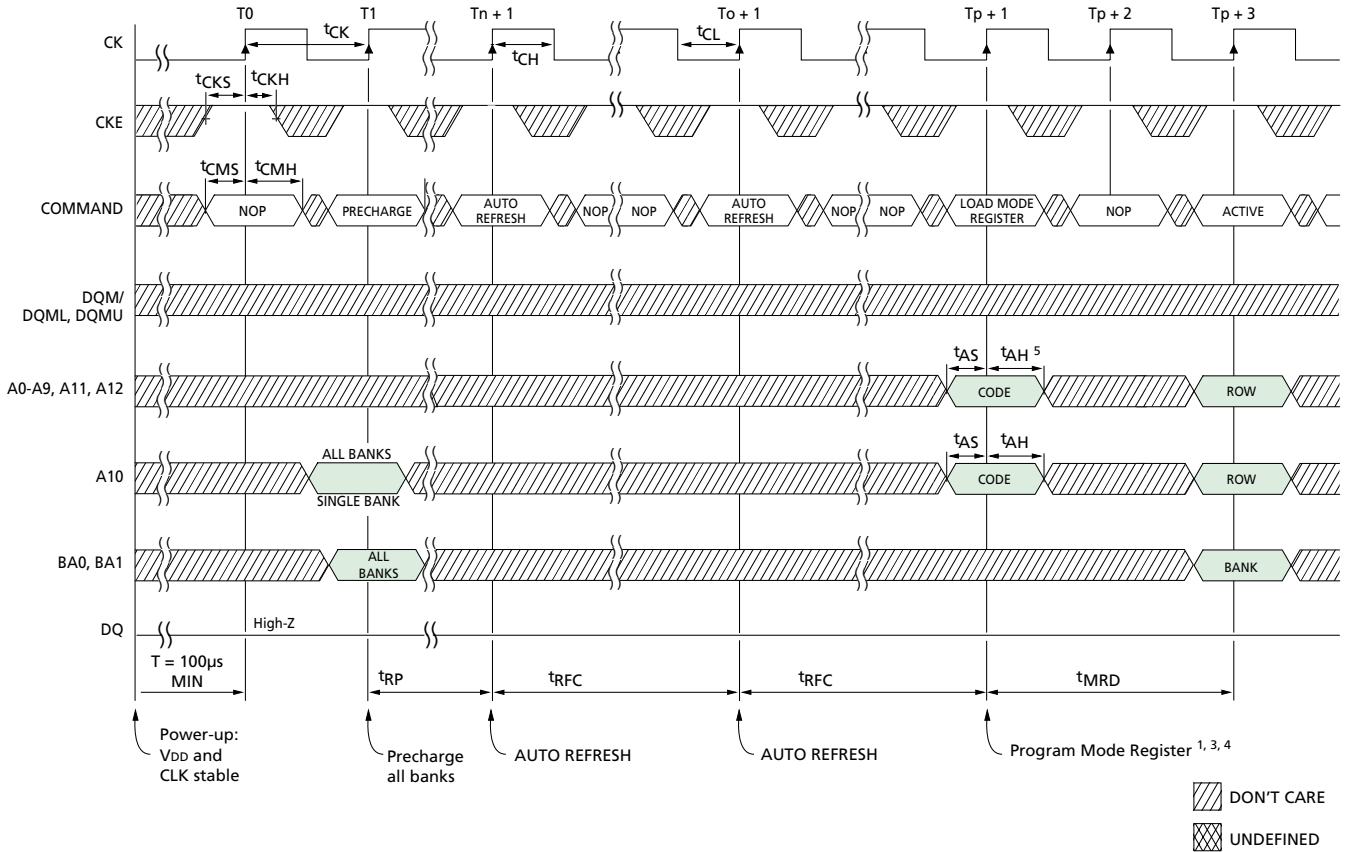 T0 T1 Tn + 1 To + 1 Tp + 1 Tp + 2 Tp + 3
CK
tCK
tCH
tCL
tCKS tCKH
CKE
tCMS tCMH
COMMAND
NOP PRECHARGE AUTO REFRESH NOP NOP AUTO REFRESH NOP NOP LOAD MODE REGISTER NOP ACTIVE
DQM/
DQML, DQMU
tAS tAH 5
A0-A9, A11, A12
CODE ROW
ALL BANKS
tAS tAH
A10
CODE ROW
SINGLE BANK
BA0, BA1
ALL
BANKS
BANK
DQ
High-Z
T = 100µs
MIN
tRP tRFC tRFC tMRD
Power-up:
VDD and
CLK stable
Precharge
all banks
AUTO REFRESH
AUTO REFRESH
Program Mode Register 1, 3, 4
DON'T CARE
UNDEFINED